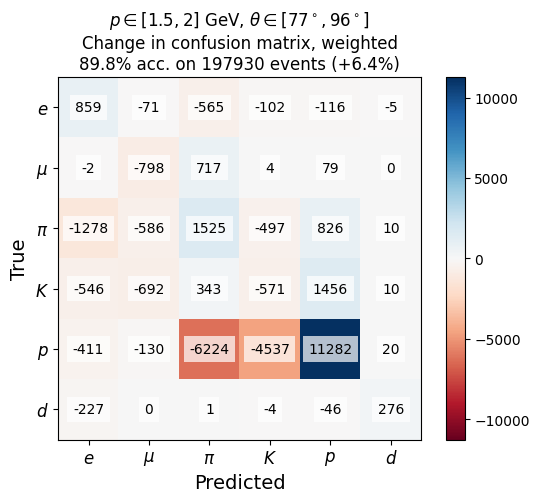 p ∈ [1.5, 2] GeV, θ ∈ [77°, 96°]
Change in confusion matrix, weighted
89.8% acc. on 197930 events (+6.4%)
True
e 859 -71 -565 -102 -116 -5
μ -2 -798 717 4 79 0
π -1278 -586 1525 -497 826 10
K -546 -692 343 -571 1456 10
p -411 -130 -6224 -4537 11282 20
d -227 0 1 -4 -46 276
e μ π K p d
Predicted
10000
5000
0
−5000
−10000